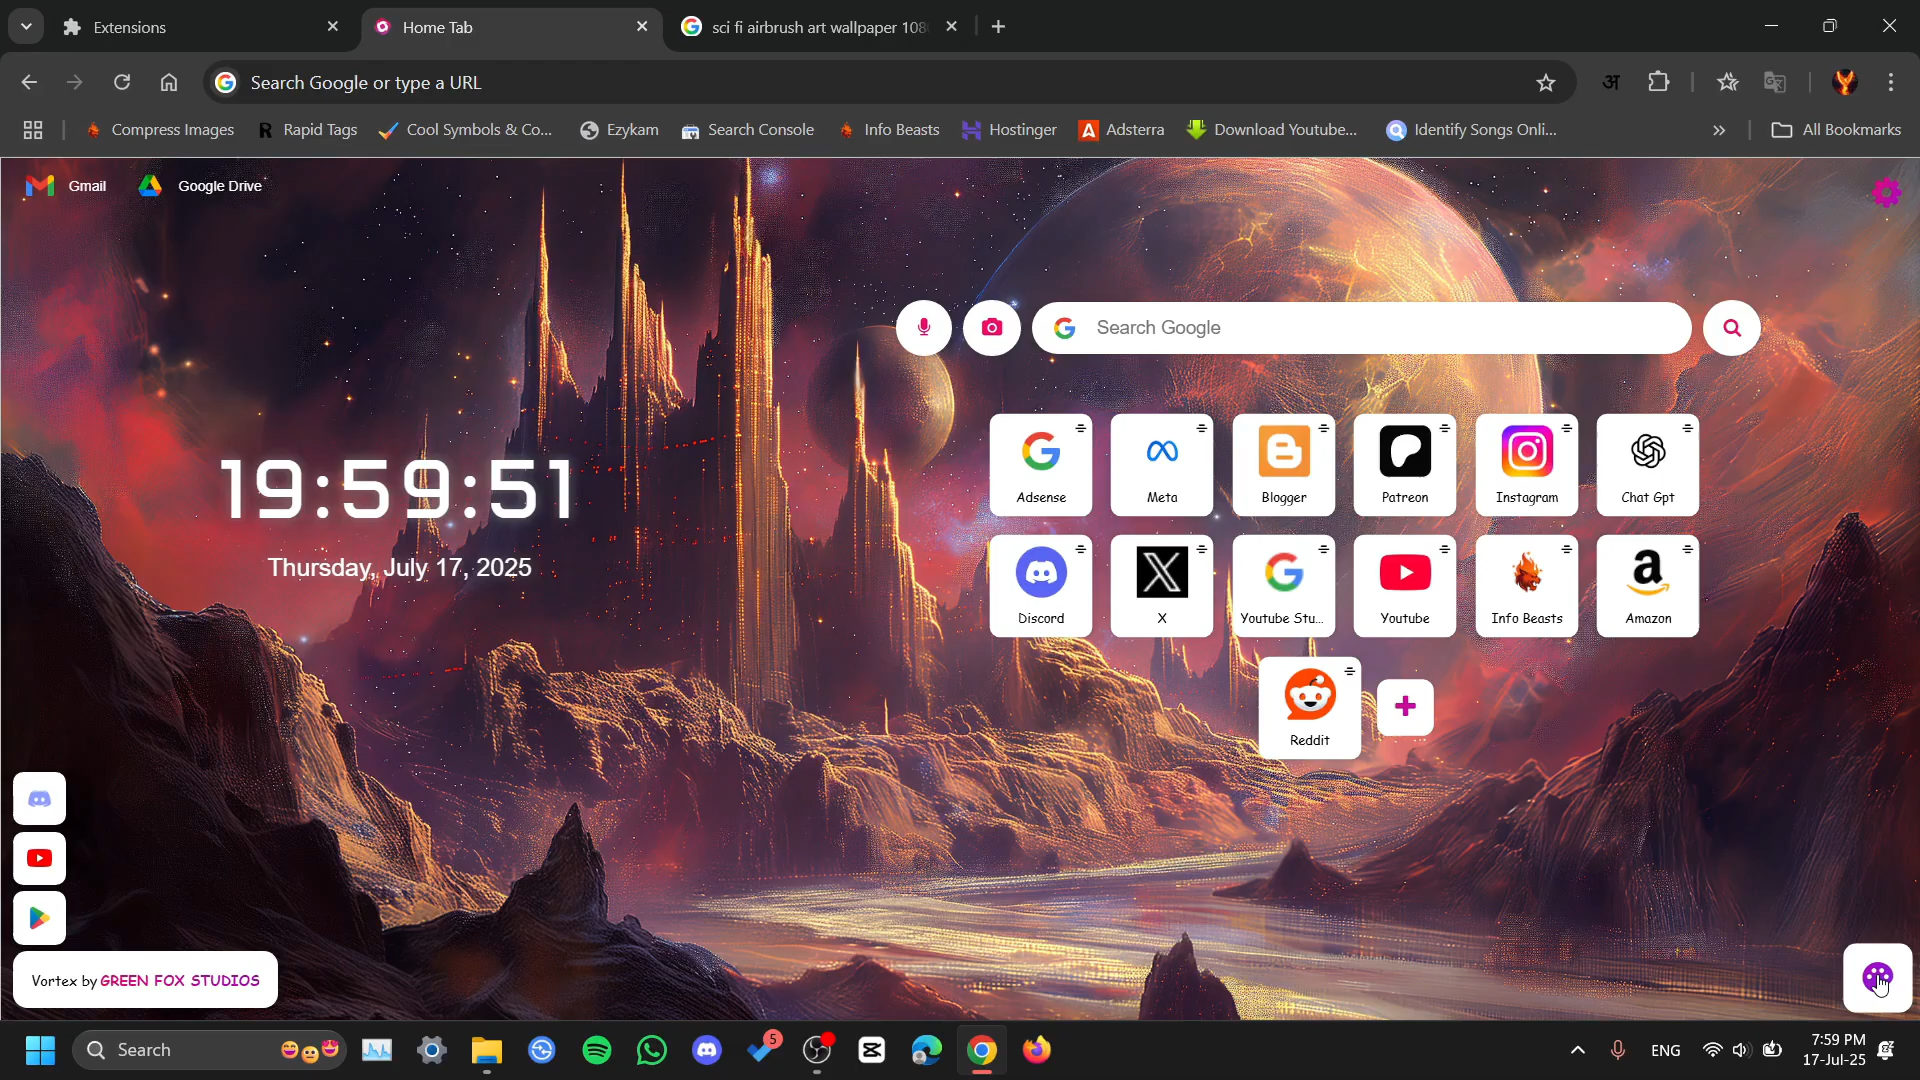 Extensions
Home Tab
sci fi airbrush art wallpaper 108
Search Google or type a URL
अ
Compress Images
Rapid Tags
Cool Symbols & Co...
Ezykam
Search Console
Info Beasts
Hostinger
Adsterra
Download Youtube...
Identify Songs Onli...
All Bookmarks
Gmail
Google Drive
Search Google
19:59:51
Thursday, July 17, 2025
Adsense
Meta
Blogger
Patreon
Instagram
Chat Gpt
Discord
X
Youtube Stu...
Youtube
Info Beasts
Amazon
Reddit
Vortex by GREEN FOX STUDIOS
Search
5
ENG
7:59 PM
17-Jul-25